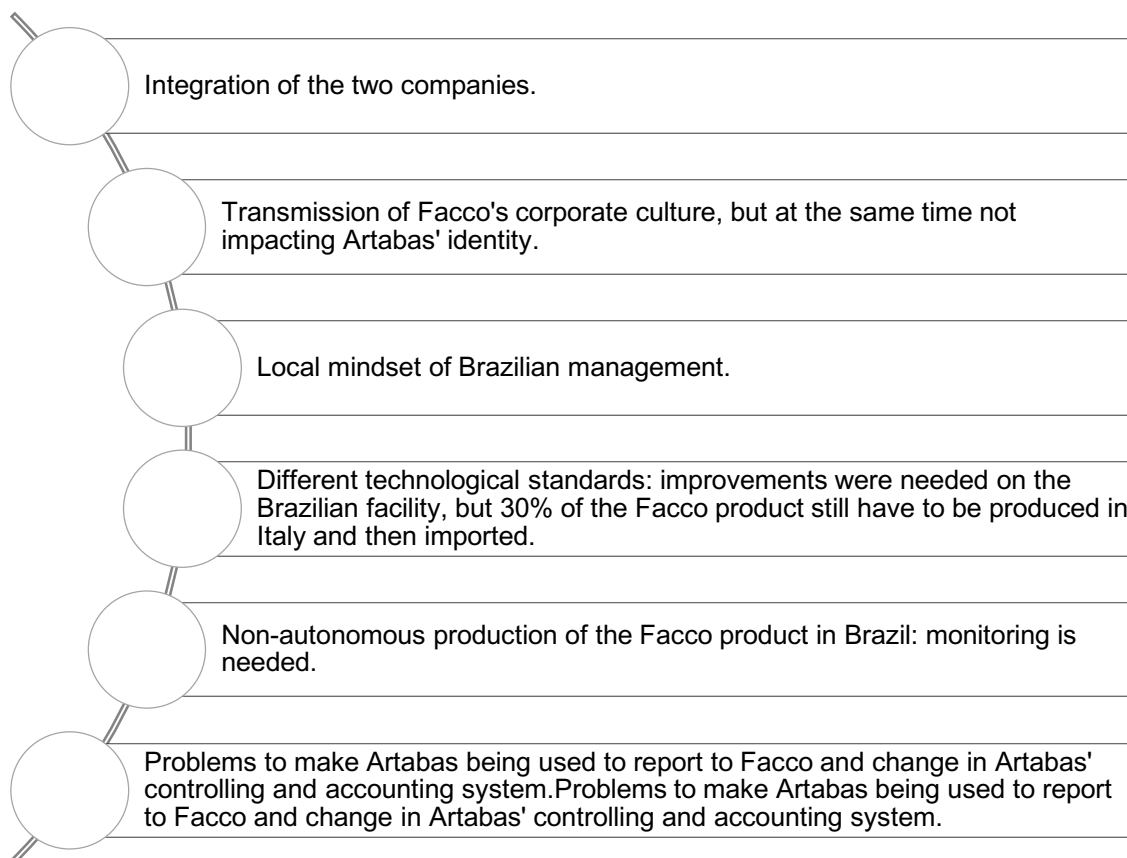 Integration of the two companies.
Transmission of Facco's corporate culture, but at the same time not
impacting Artabas' identity.
Local mindset of Brazilian management.
Different technological standards: improvements were needed on the
Brazilian facility, but 30% of the Facco product still have to be produced in
Italy and then imported.
Non-autonomous production of the Facco product in Brazil: monitoring is
needed.
Problems to make Artabas being used to report to Facco and change in Artabas'
controlling and accounting system.Problems to make Artabas being used to report
to Facco and change in Artabas' controlling and accounting system.